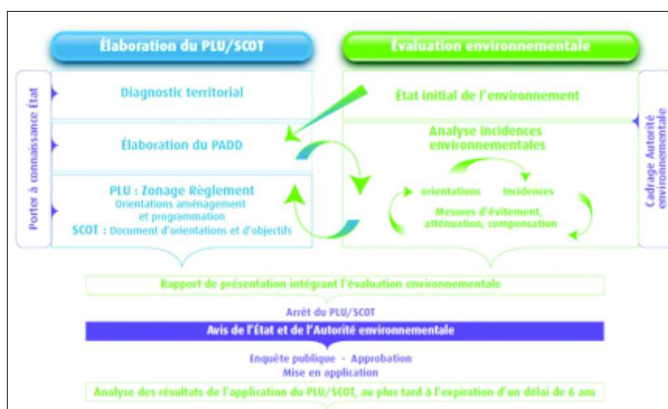 Élaboration du PLU/SCOT
Évaluation environnementale
Porter à connaissance État
Diagnostic territorial
Élaboration du PADD
PLU : Zonage Règlement
Orientations aménagement
et programmation
SCOT : Document d'orientations et d'objectifs
État initial de l'environnement
Analyse incidences
environnementales
orientations
Incidences
Mesures d'évitement,
atténuation, compensation
Cadrage Autorité
environnementale
Rapport de présentation intégrant l'évaluation environnementale
Arrêt du PLU/SCOT
Avis de l'État et de l'Autorité environnementale
Enquête publique - Approbation
Mise en application
Analyse des résultats de l'application du PLU/SCOT, au plus tard à l'expiration d'un délai de 6 ans